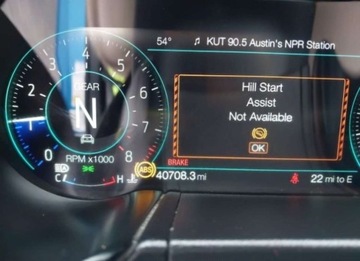 54° ♫ KUT 90.5 Austin's NPR Station
4
3
5
2
6
1
7
0
8
GEAR
N
RPM x1000
Hill Start
Assist
Not Available
OK
C H
ABS
BRAKE
40708.3 mi
22 mi to E